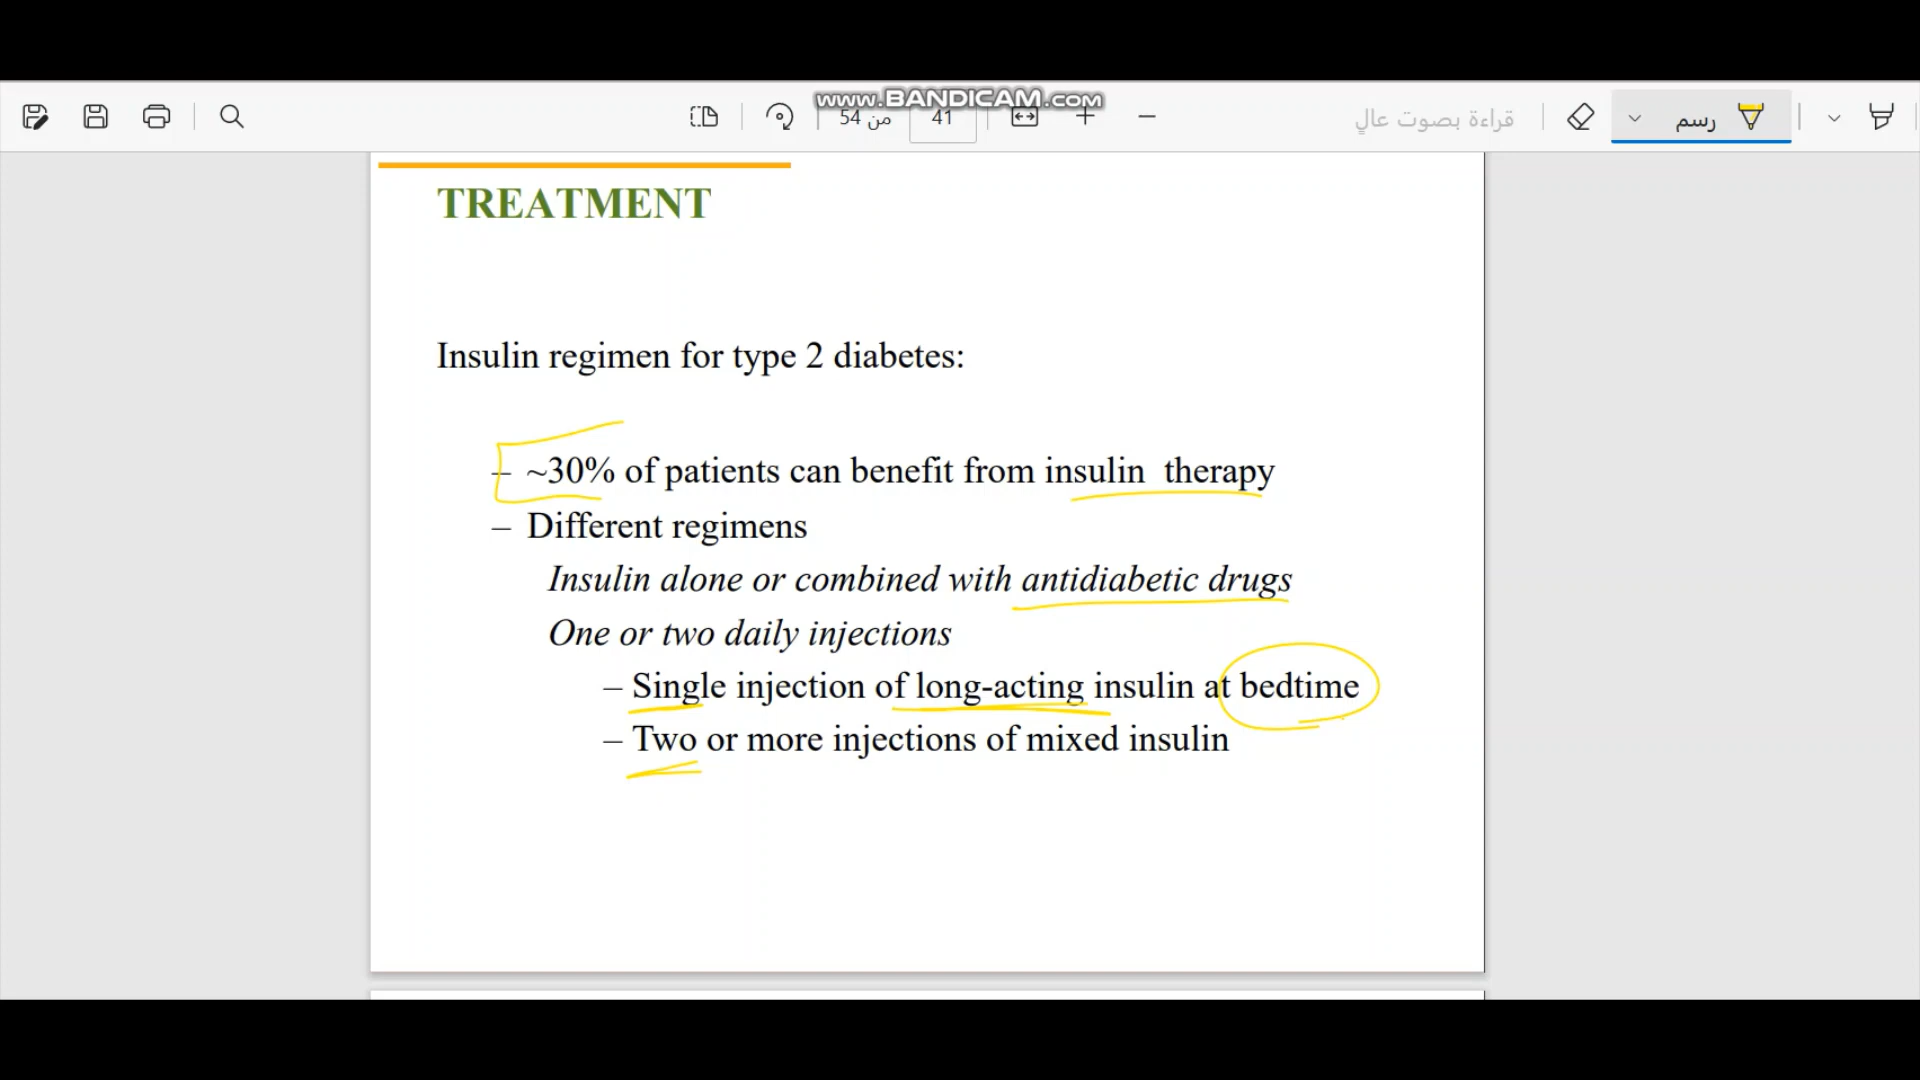 www.BANDICAM.com
من 54
41
قراءة بصوت عالٍ
رسم
TREATMENT
Insulin regimen for type 2 diabetes:
– ~30% of patients can benefit from insulin therapy
– Different regimens
Insulin alone or combined with antidiabetic drugs
One or two daily injections
– Single injection of long-acting insulin at bedtime
– Two or more injections of mixed insulin